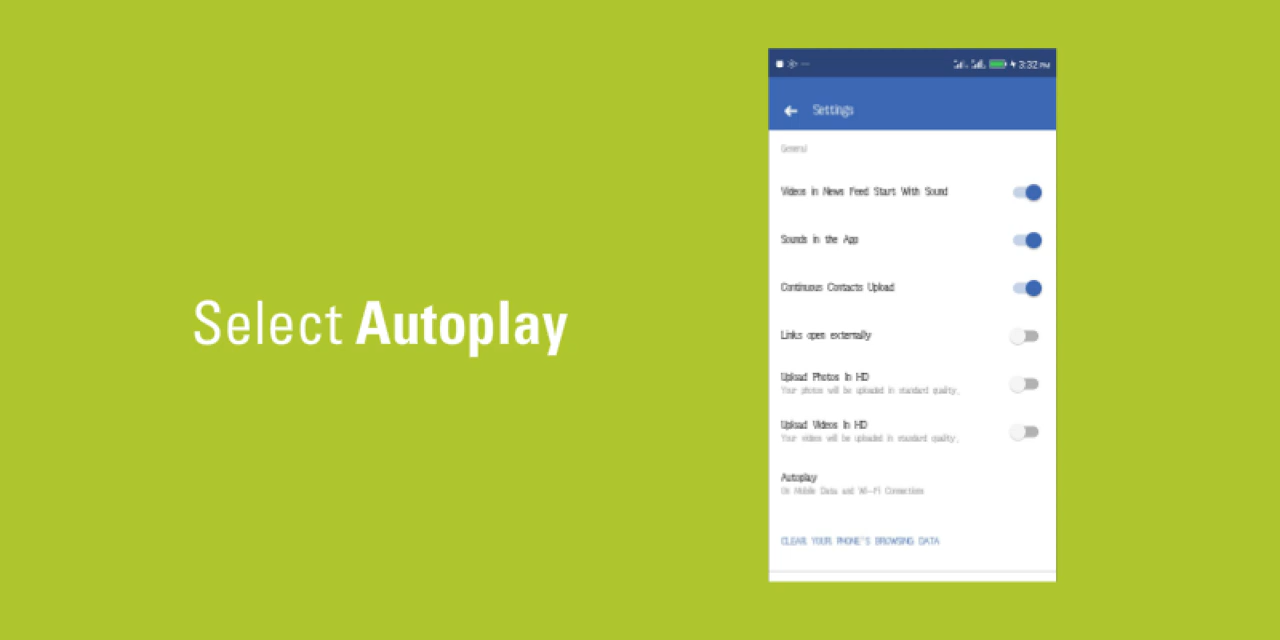 Select Autoplay
3:32 PM
Settings
General
Videos in News Feed Start With Sound
Sounds in the App
Continuous Contacts Upload
Links open externally
Upload Photos In HD
Your photos will be uploaded in standard quality.
Upload Videos In HD
Your videos will be uploaded in standard quality.
Autoplay
On Mobile Data and Wi-Fi Connections
CLEAR YOUR PHONE'S BROWSING DATA